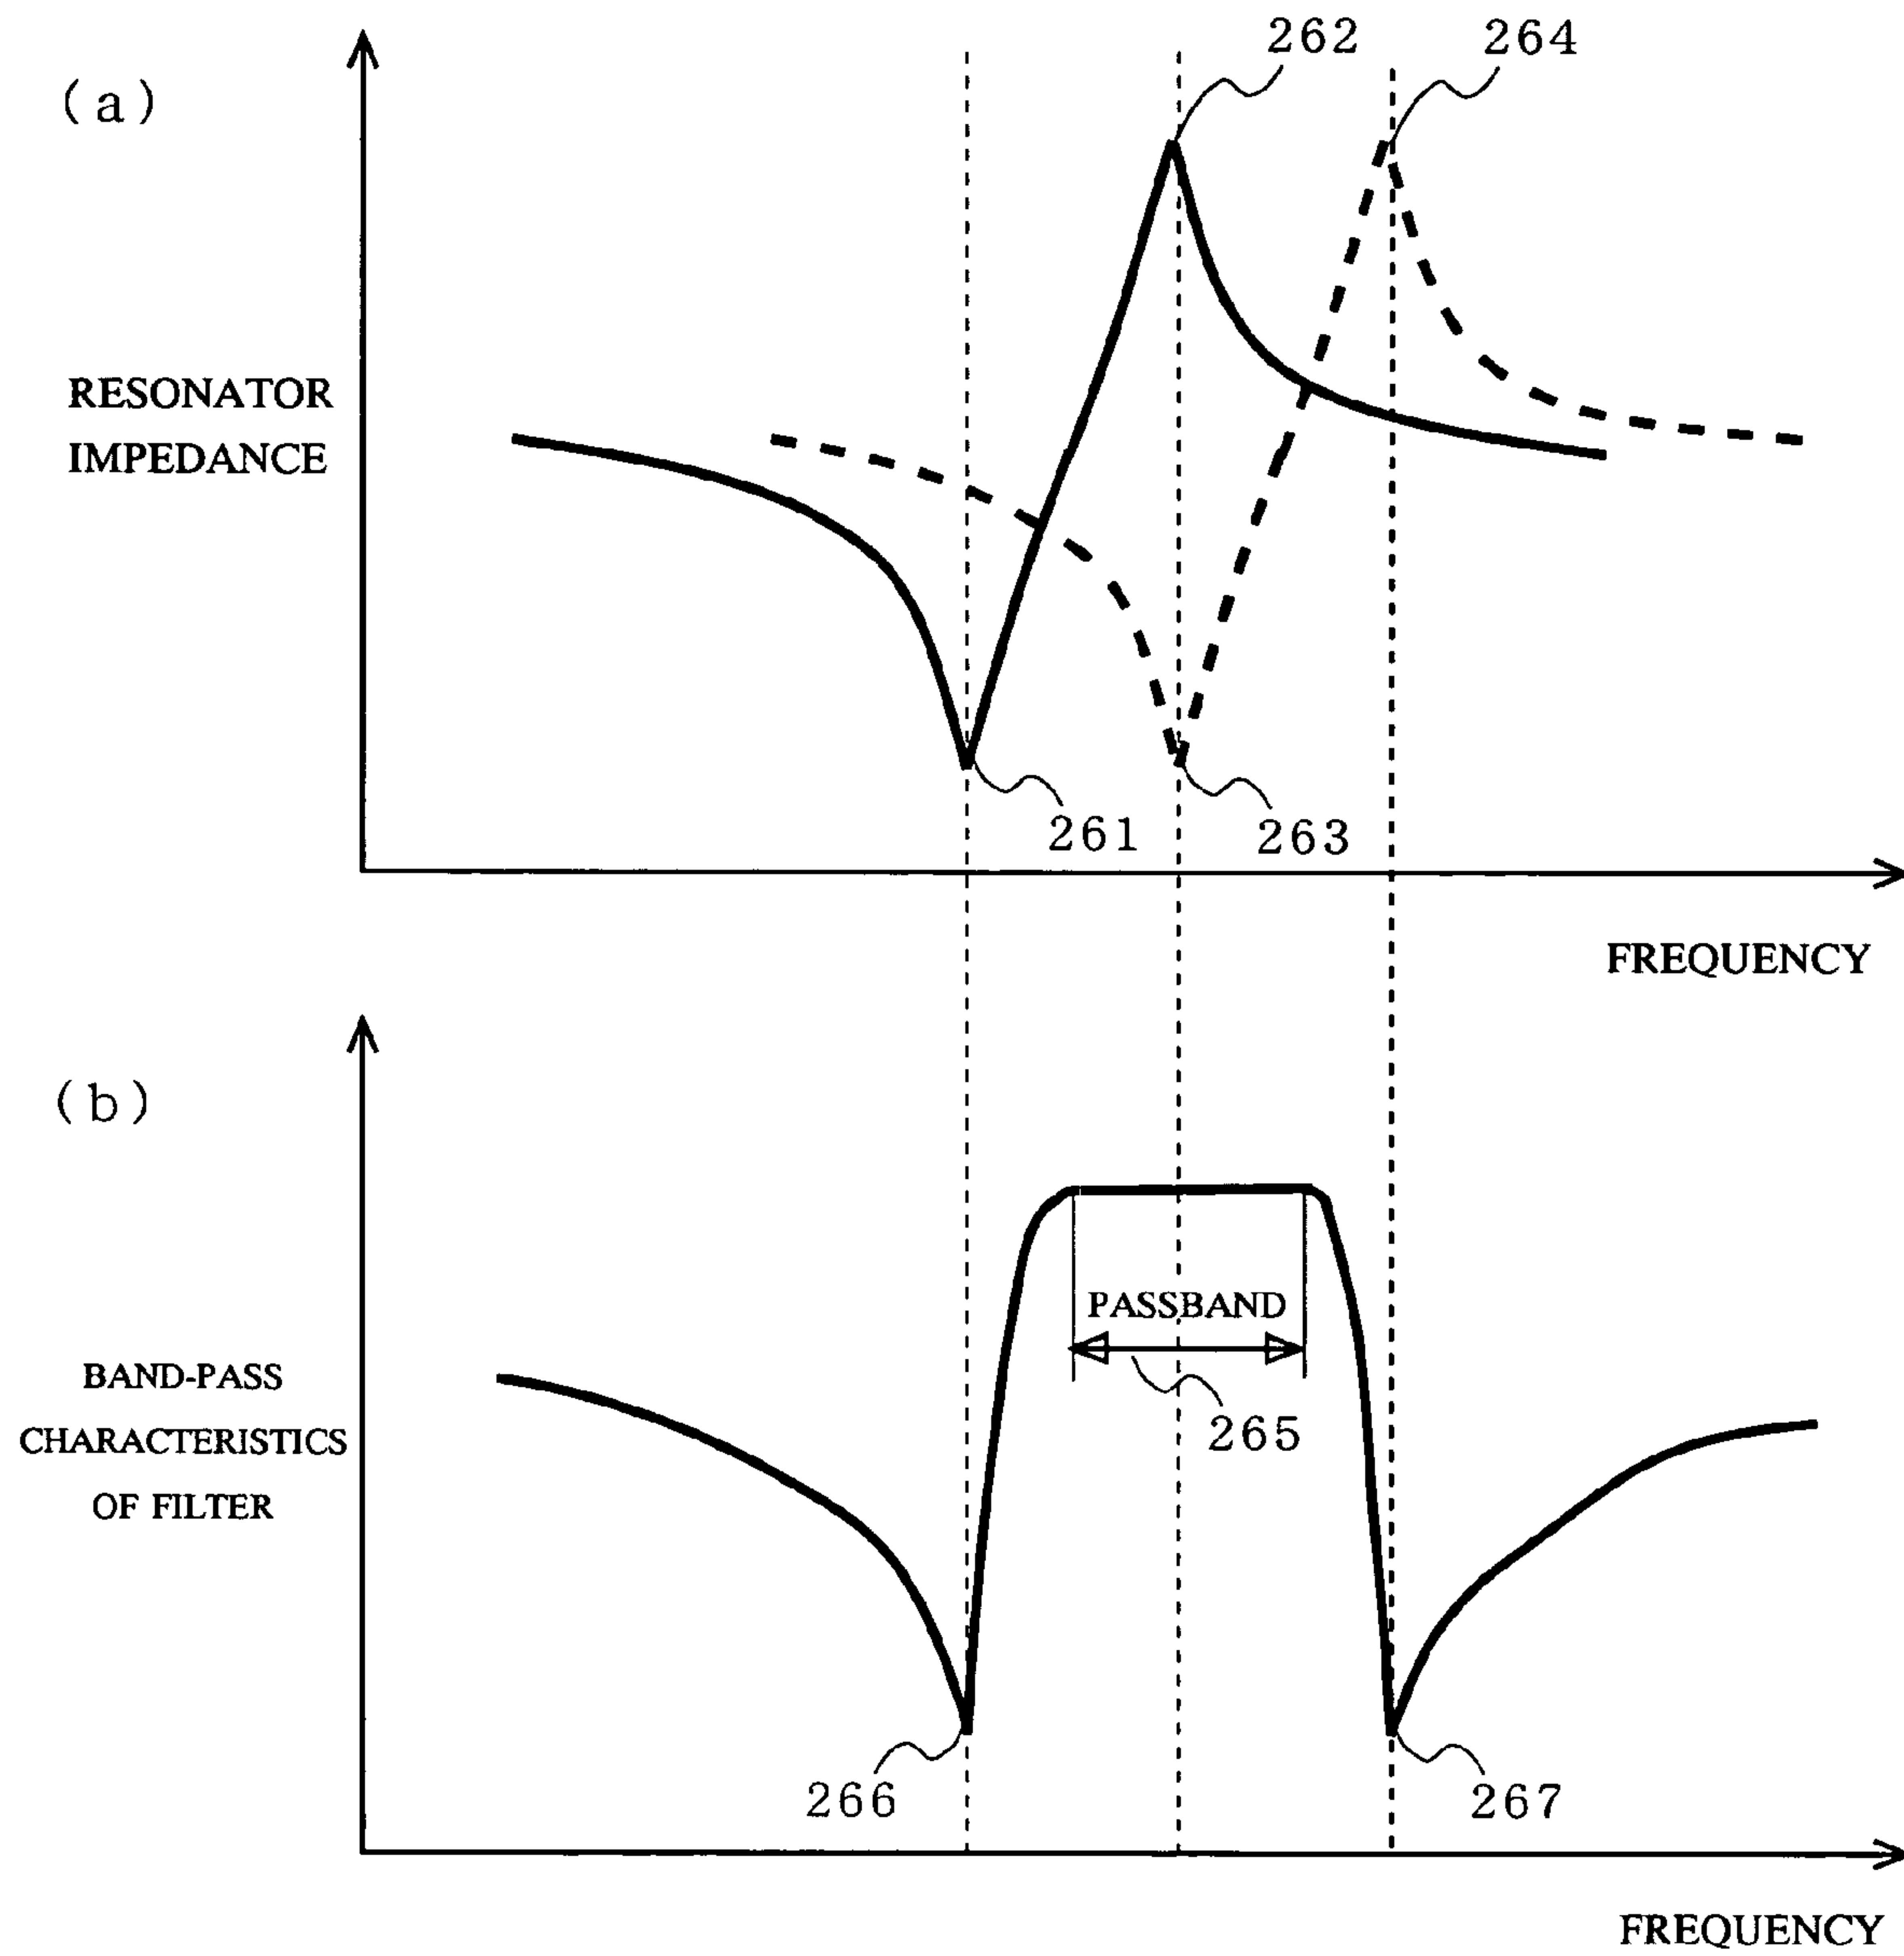 (a)
262
264
RESONATOR
IMPEDANCE
261
263
FREQUENCY
(b)
PASSBAND
265
BAND-PASS
CHARACTERISTICS
OF FILTER
266
267
FREQUENCY